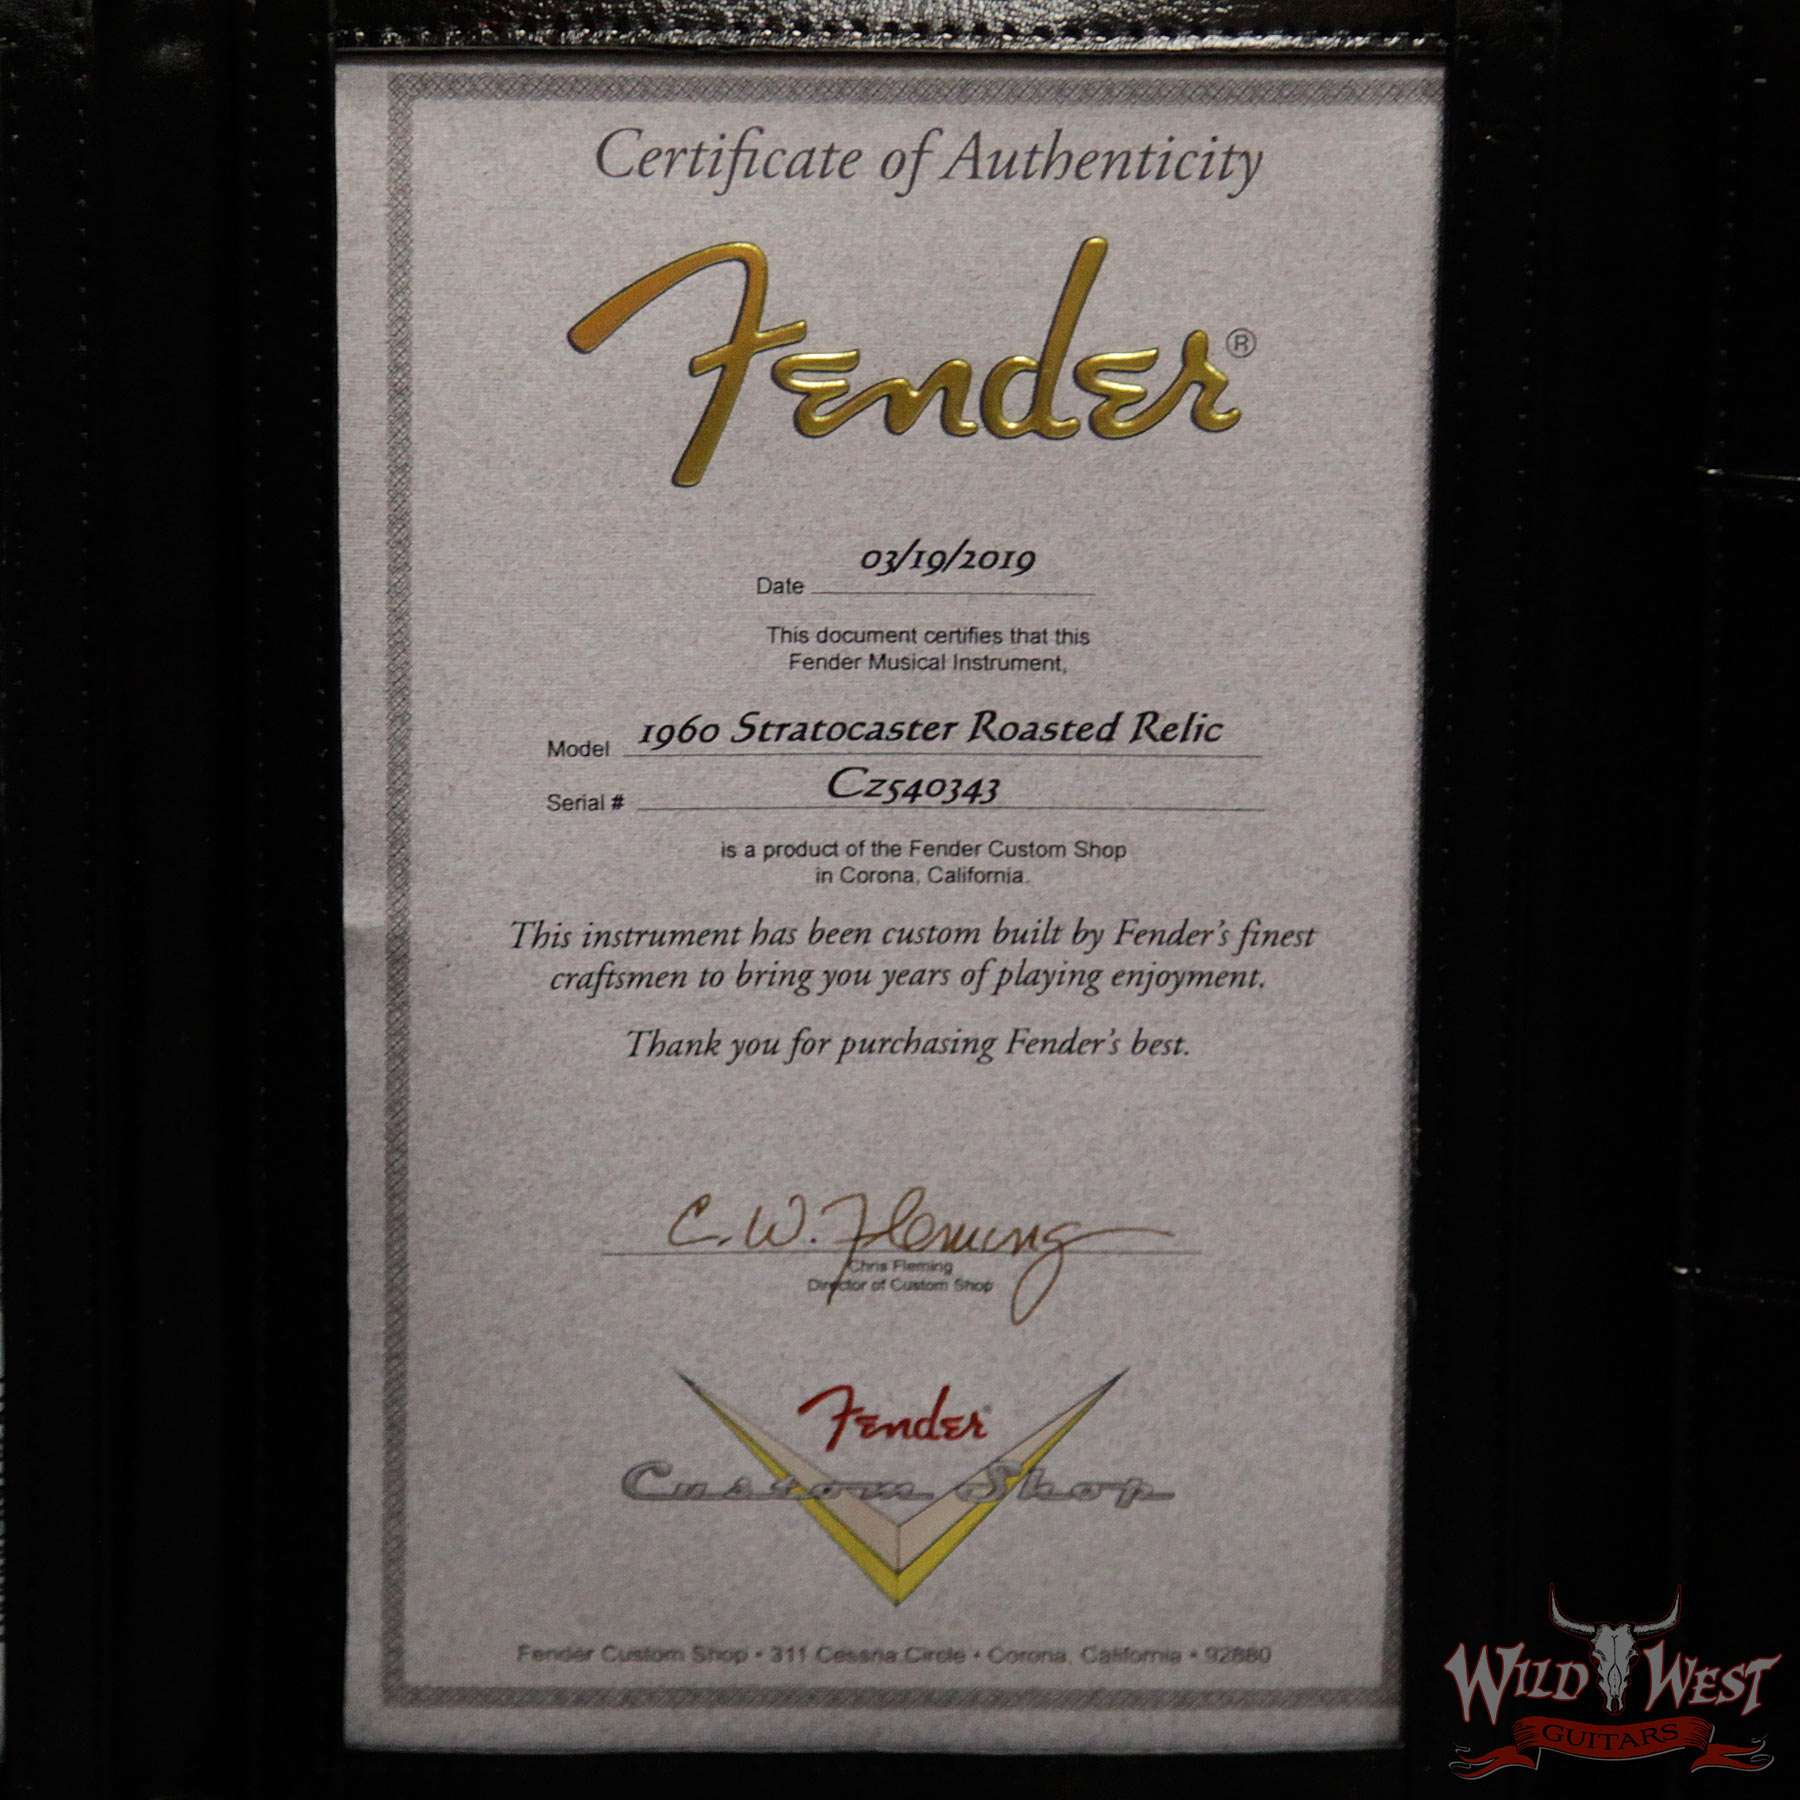 Certificate of Authenticity
Fender®
03/19/2019
Date
This document certifies that this
Fender Musical Instrument,
Model 1960 Stratocaster Roasted Relic
Serial # Cz540343
is a product of the Fender Custom Shop
in Corona, California.
This instrument has been custom built by Fender's finest
craftsmen to bring you years of playing enjoyment.
Thank you for purchasing Fender's best.
C. W. Fleming
Chris Fleming
Director of Custom Shop
Fender
Custom Shop
Fender Custom Shop • 311 Cessna Circle • Corona, California • 92880
WILD WEST
GUITARS